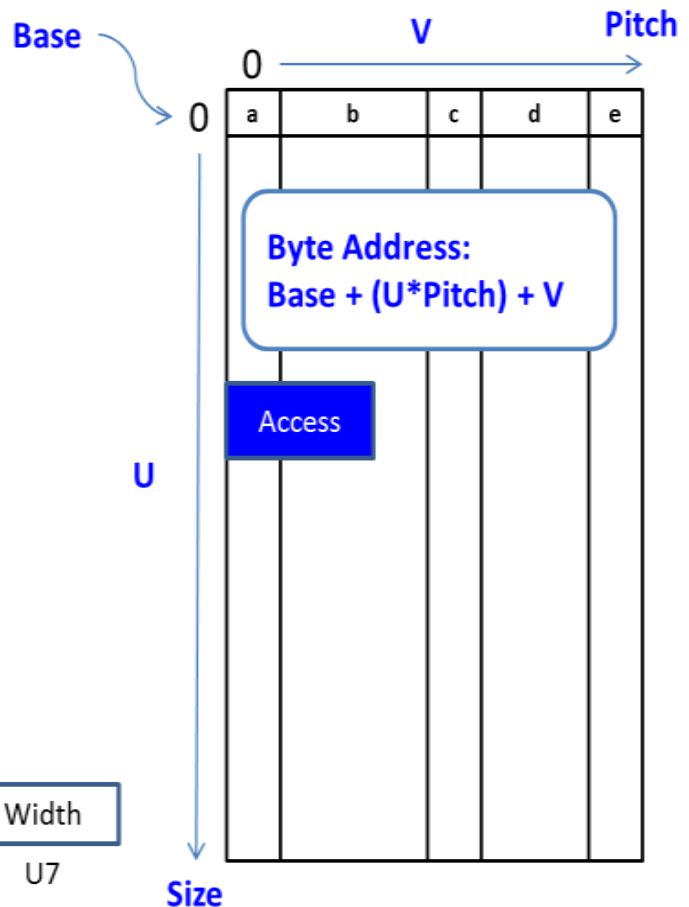 Base
V
Pitch
0
0
a b c d e
Byte Address:
Base + (U*Pitch) + V
Access
U
Width
U7
Size